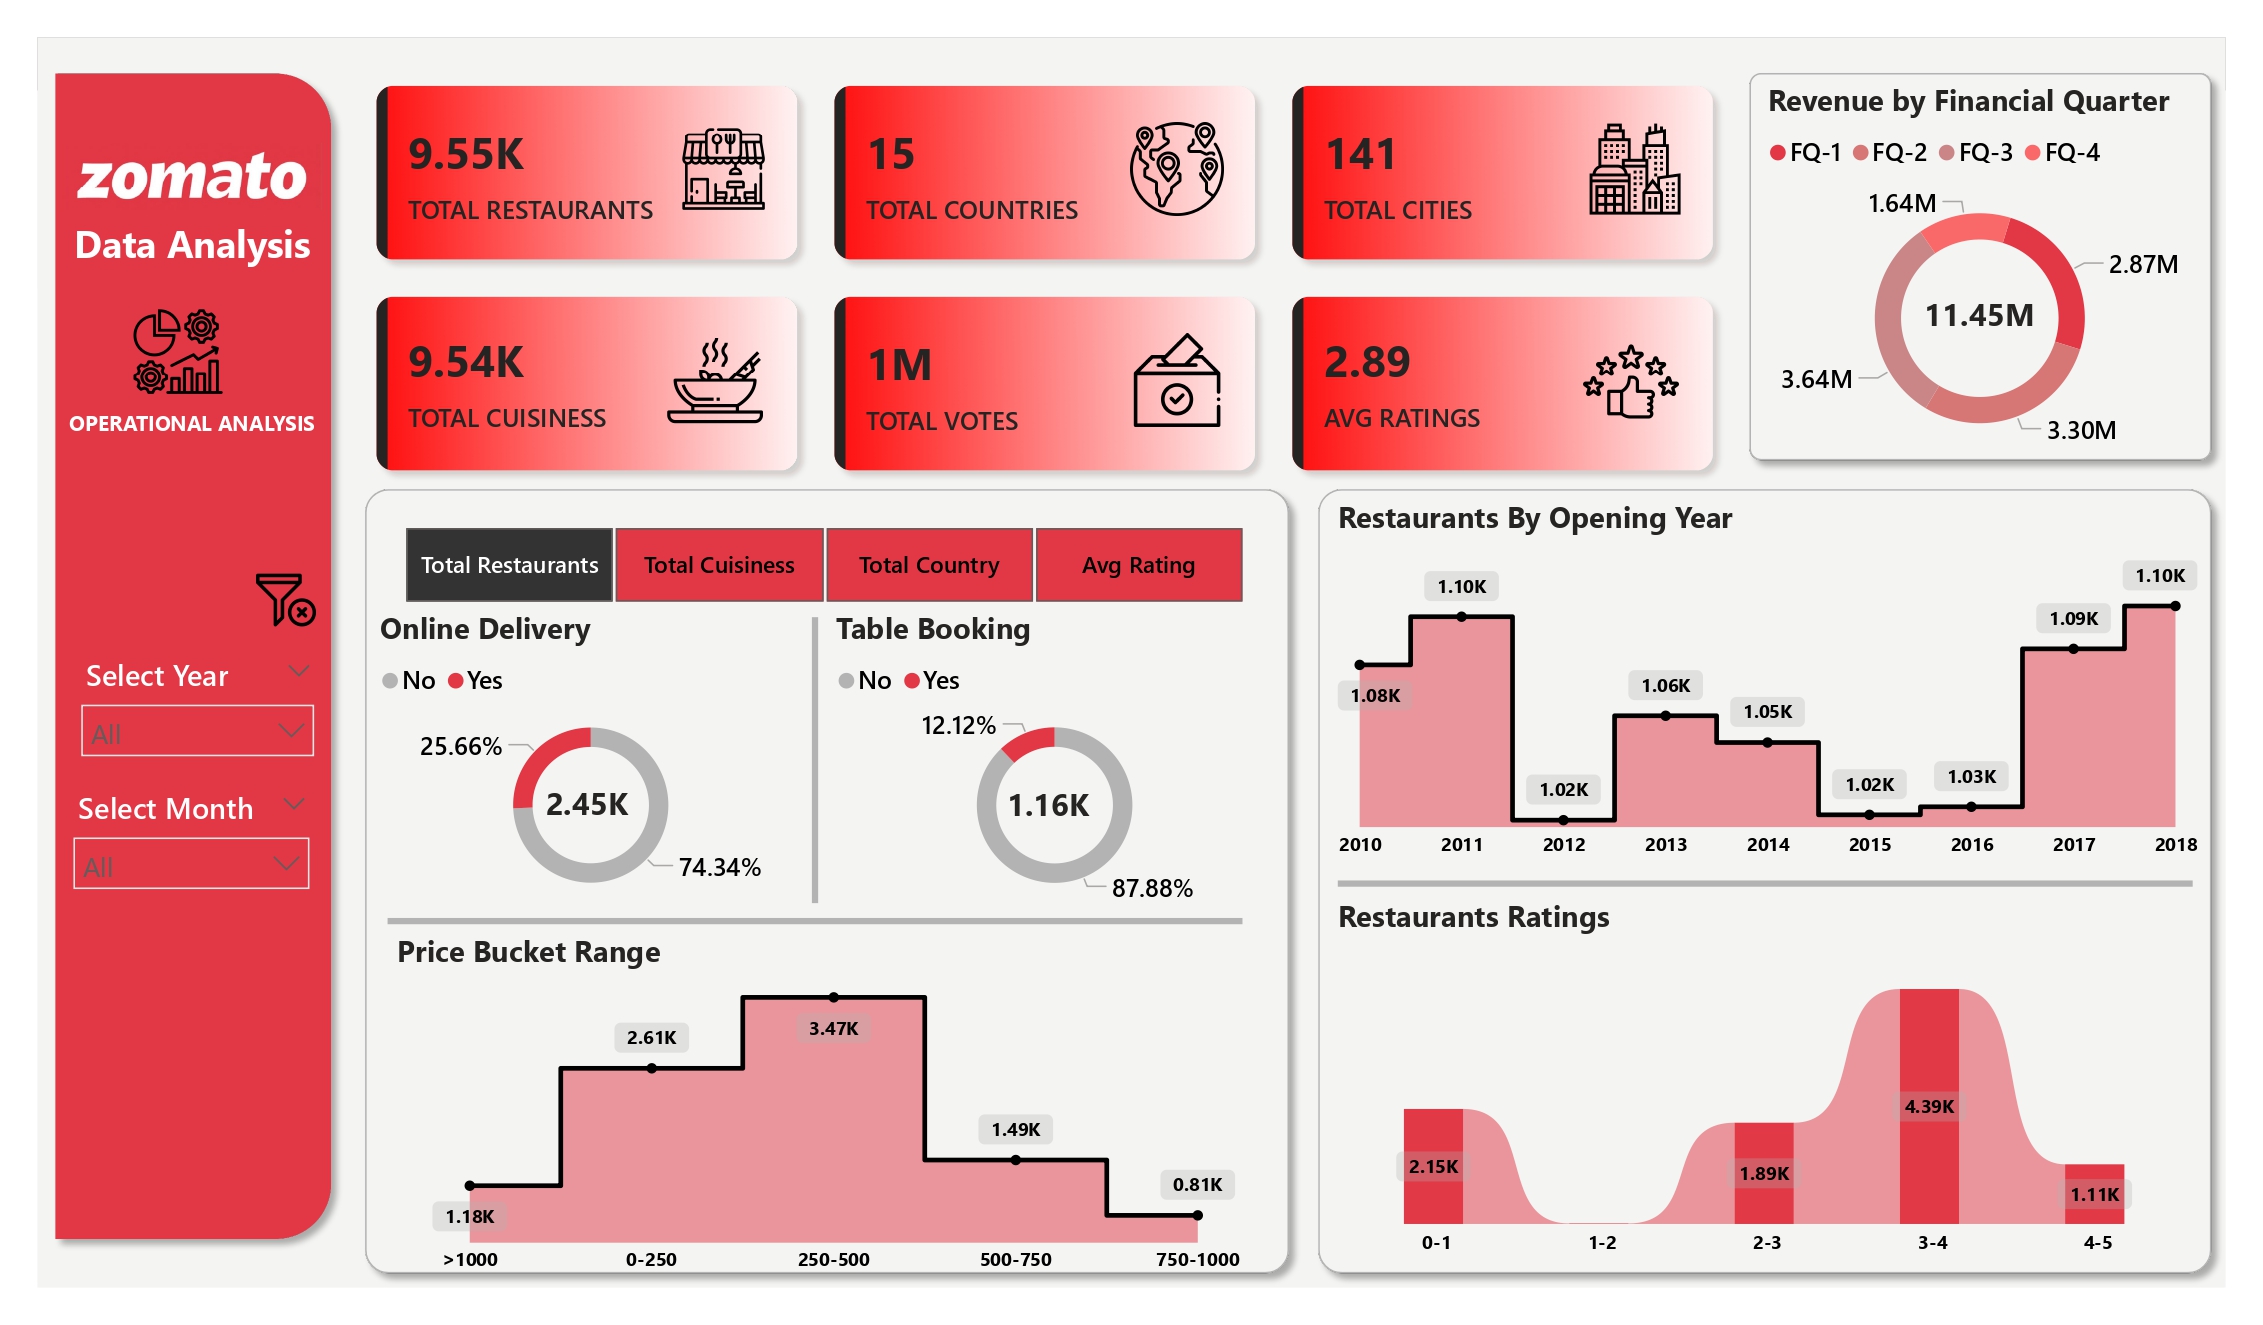 zomato
Data Analysis
OPERATIONAL ANALYSIS
Select Year
All
Select Month
All
9.55K
TOTAL RESTAURANTS
15
TOTAL COUNTRIES
141
TOTAL CITIES
9.54K
TOTAL CUISINESS
1M
TOTAL VOTES
2.89
AVG RATINGS
Revenue by Financial Quarter
FQ-1 FQ-2 FQ-3 FQ-4
1.64M
2.87M
11.45M
3.64M
3.30M
Total Restaurants Total Cuisiness Total Country Avg Rating
Online Delivery
No Yes
25.66%
2.45K
74.34%
Table Booking
No Yes
12.12%
1.16K
87.88%
Price Bucket Range
1.18K 2.61K 3.47K 1.49K 0.81K
>1000 0-250 250-500 500-750 750-1000
Restaurants By Opening Year
1.08K 1.10K 1.02K 1.06K 1.05K 1.02K 1.03K 1.09K 1.10K
2010 2011 2012 2013 2014 2015 2016 2017 2018
Restaurants Ratings
2.15K 1.89K 4.39K 1.11K
0-1 1-2 2-3 3-4 4-5